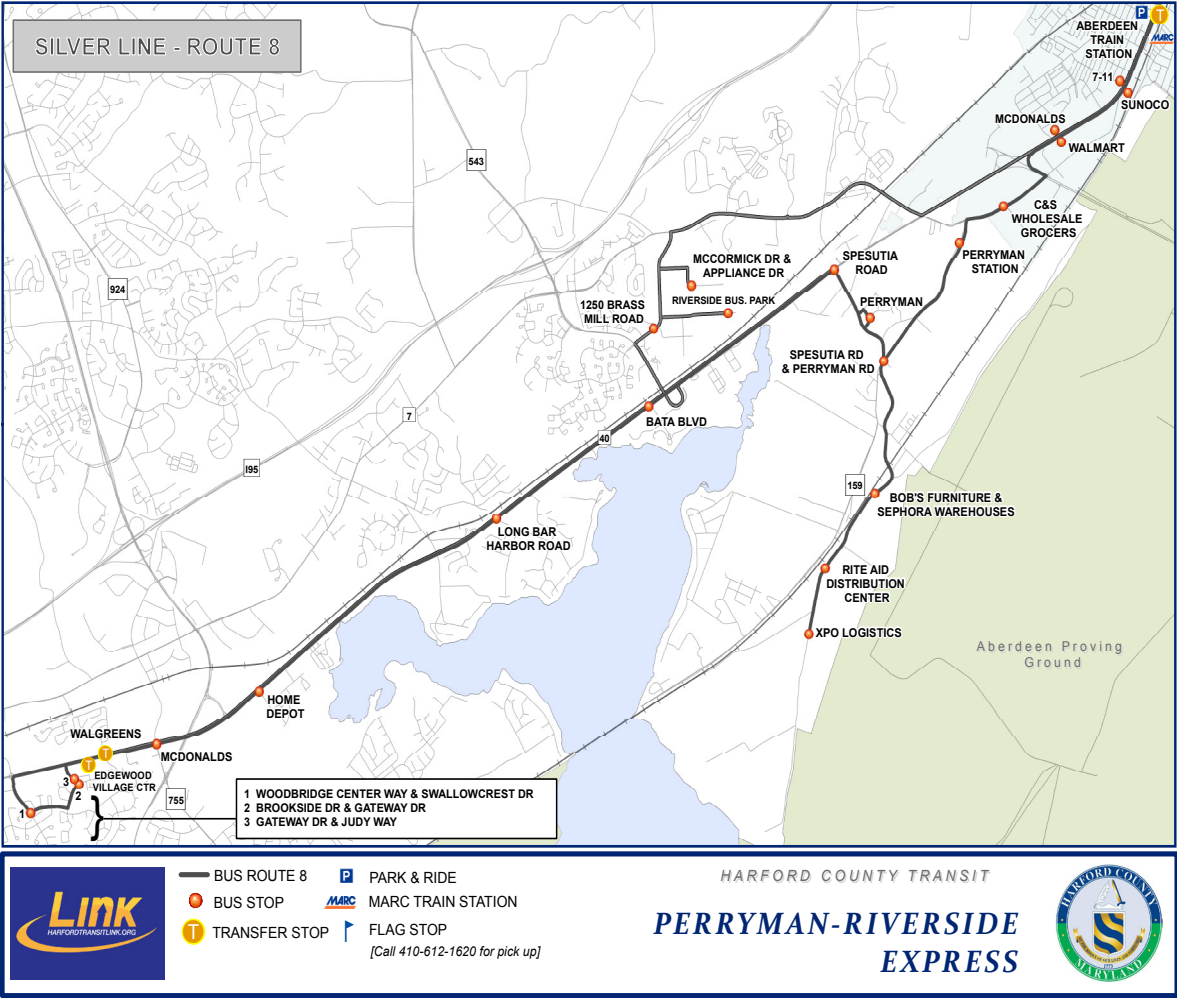 SILVER LINE - ROUTE 8
P
T
ABERDEEN
TRAIN
STATION
MARC
7-11
SUNOCO
MCDONALDS
WALMART
543
C&S
WHOLESALE
GROCERS
MCCORMICK DR &
APPLIANCE DR
SPESUTIA
ROAD
PERRYMAN
STATION
924
RIVERSIDE BUS. PARK
1250 BRASS
MILL ROAD
PERRYMAN
SPESUTIA RD
& PERRYMAN RD
7
BATA BLVD
40
I95
159
BOB'S FURNITURE &
SEPHORA WAREHOUSES
LONG BAR
HARBOR ROAD
RITE AID
DISTRIBUTION
CENTER
XPO LOGISTICS
Aberdeen Proving
Ground
HOME
DEPOT
WALGREENS
T
T
MCDONALDS
EDGEWOOD
VILLAGE CTR
3
2
1
755
1 WOODBRIDGE CENTER WAY & SWALLOWCREST DR
2 BROOKSIDE DR & GATEWAY DR
3 GATEWAY DR & JUDY WAY
Link
HARFORDTRANSITLINK.ORG
BUS ROUTE 8
BUS STOP
T TRANSFER STOP
P PARK & RIDE
MARC MARC TRAIN STATION
FLAG STOP
[Call 410-612-1620 for pick up]
HARFORD COUNTY TRANSIT
PERRYMAN-RIVERSIDE
EXPRESS
HARFORD COUNTY
1773
MARYLAND